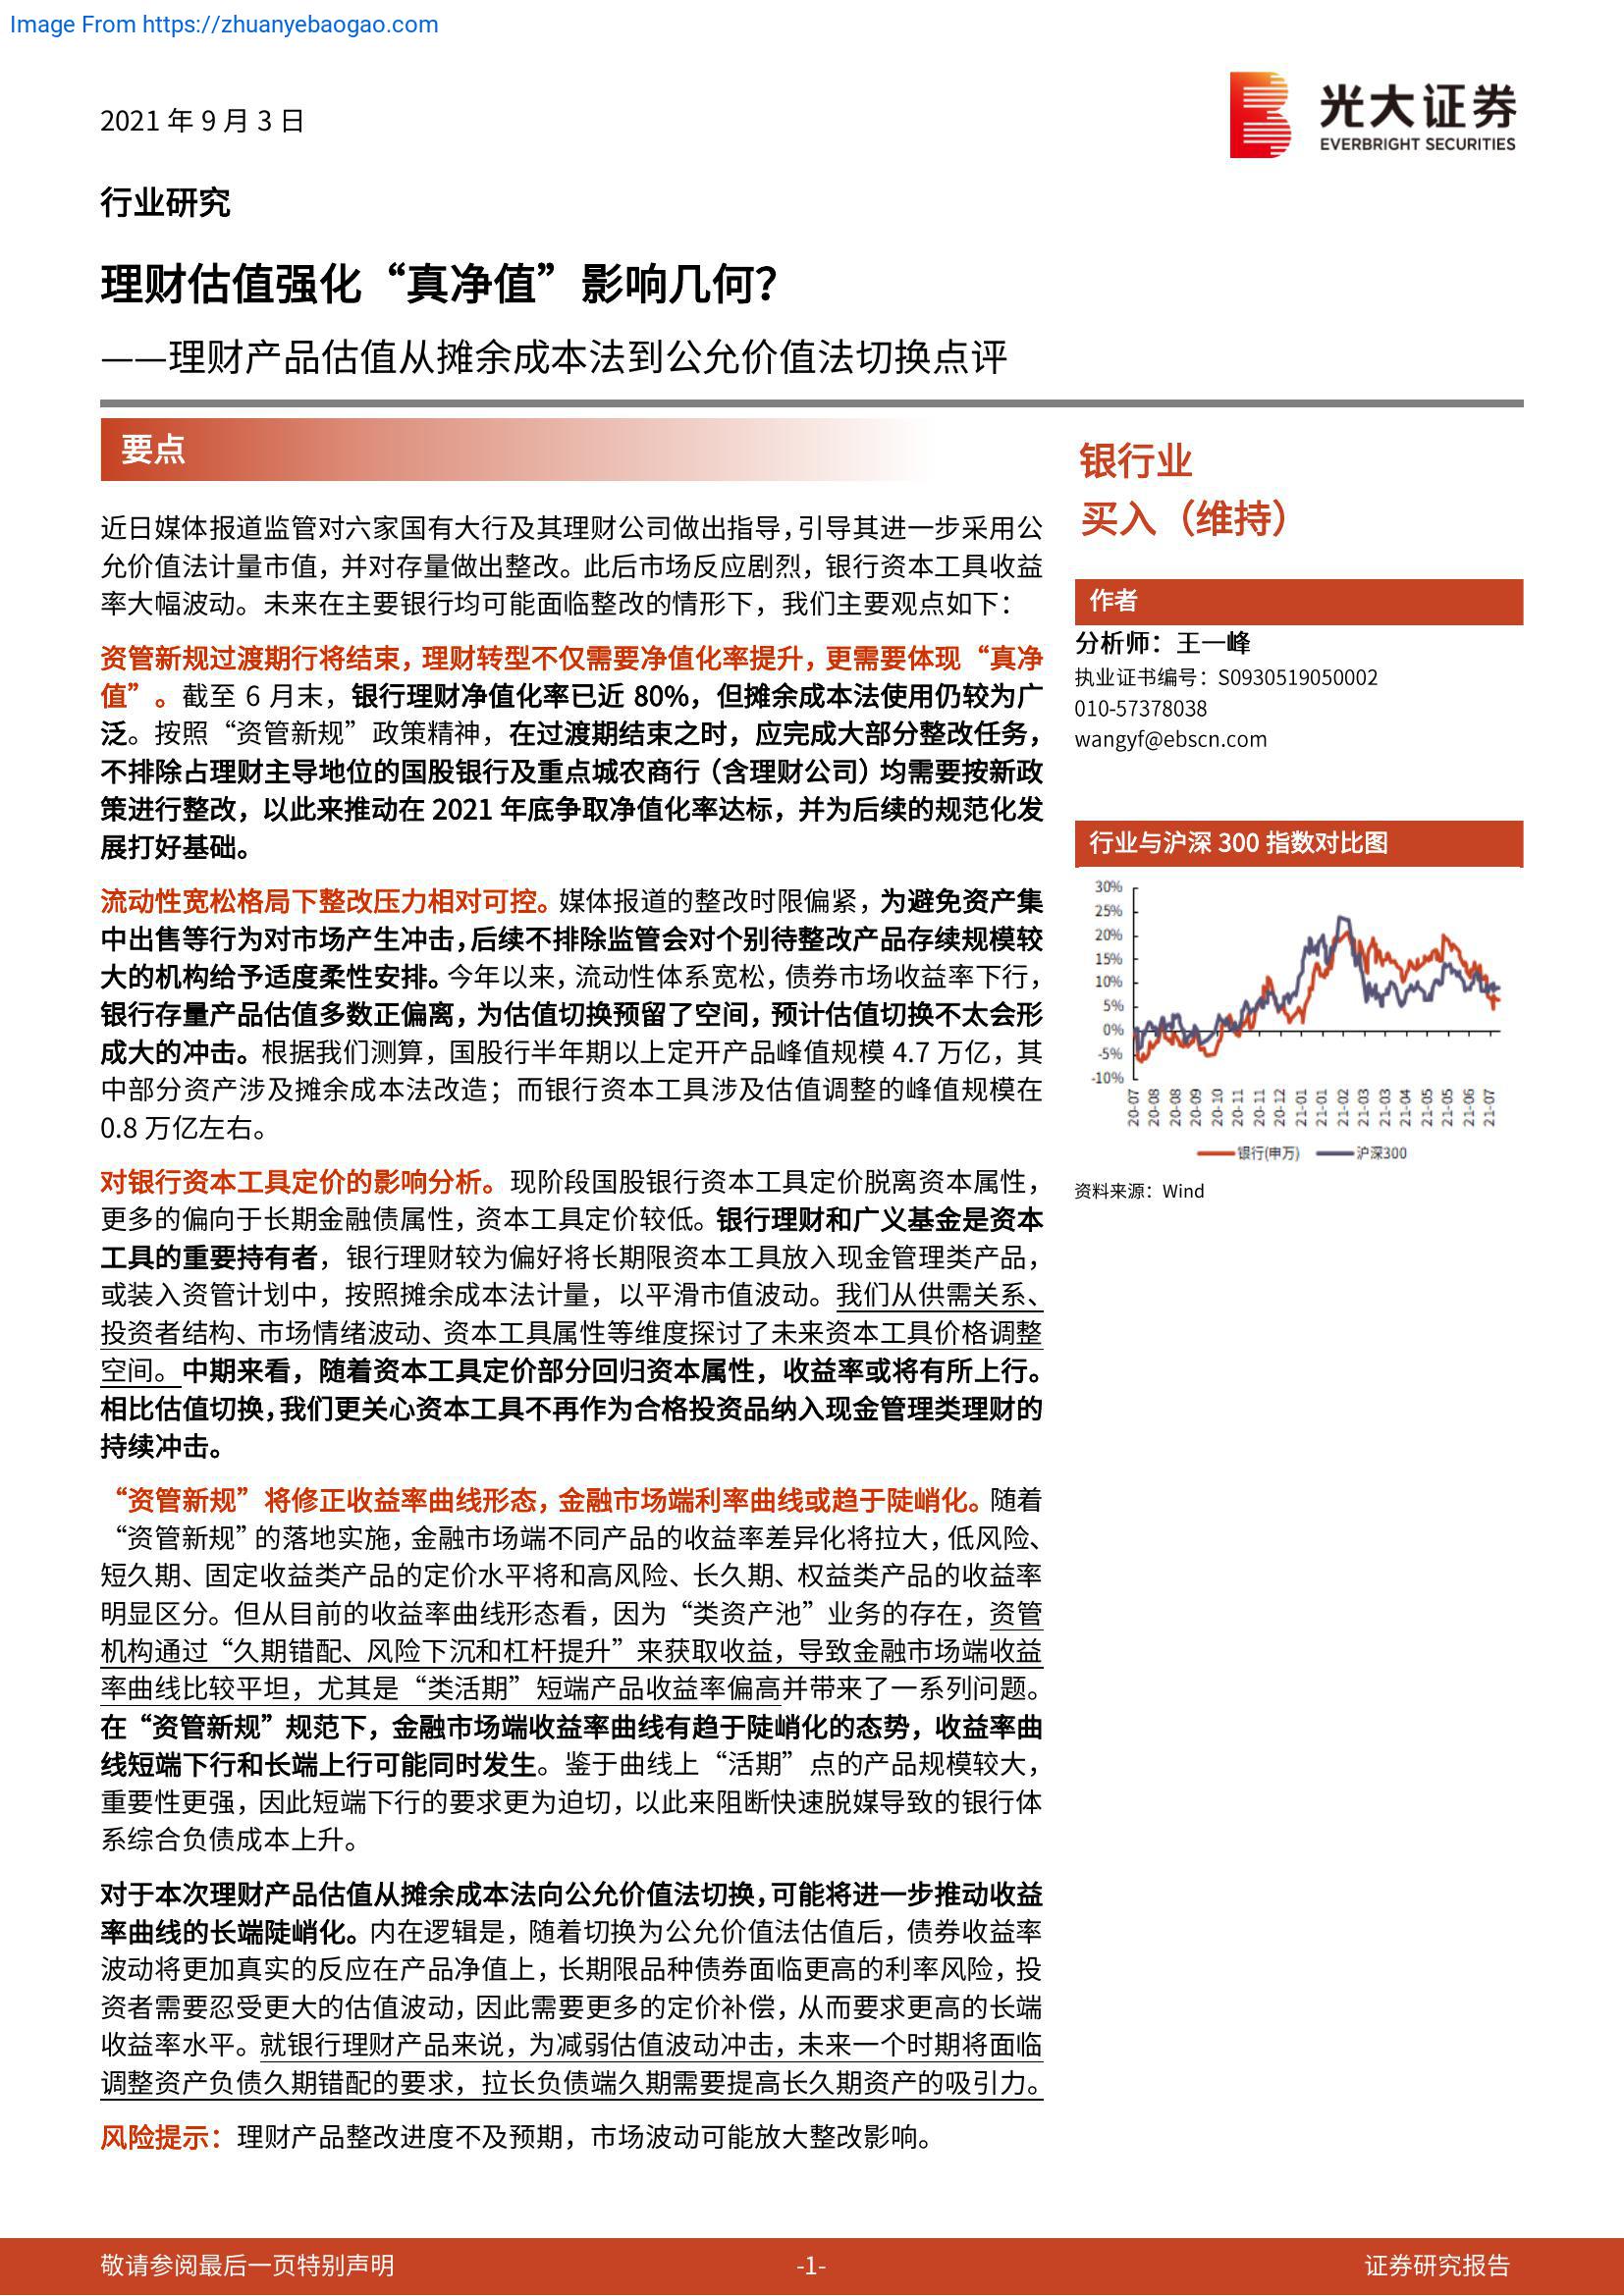 Image From https://zhuanyebaogao.com
2021 年 9 月 3 日
光大证券
EVERBRIGHT SECURITIES
行业研究
理财估值强化“真净值”影响几何？
——理财产品估值从摊余成本法到公允价值法切换点评
要点
近日媒体报道监管对六家国有大行及其理财公司做出指导，引导其进一步采用公
允价值法计量市值，并对存量做出整改。此后市场反应剧烈，银行资本工具收益
率大幅波动。未来在主要银行均可能面临整改的情形下，我们主要观点如下：
资管新规过渡期行将结束，理财转型不仅需要净值化率提升，更需要体现“真净
值”。截至 6 月末，银行理财净值化率已近 80%，但摊余成本法使用仍较为广
泛。按照“资管新规”政策精神，在过渡期结束之时，应完成大部分整改任务，
不排除占理财主导地位的国股银行及重点城农商行（含理财公司）均需要按新政
策进行整改，以此来推动在 2021 年底争取净值化率达标，并为后续的规范化发
展打好基础。
流动性宽松格局下整改压力相对可控。媒体报道的整改时限偏紧，为避免资产集
中出售等行为对市场产生冲击，后续不排除监管会对个别待整改产品存续规模较
大的机构给予适度柔性安排。今年以来，流动性体系宽松，债券市场收益率下行，
银行存量产品估值多数正偏离，为估值切换预留了空间，预计估值切换不太会形
成大的冲击。根据我们测算，国股行半年期以上定开产品峰值规模 4.7 万亿，其
中部分资产涉及摊余成本法改造；而银行资本工具涉及估值调整的峰值规模在
0.8 万亿左右。
对银行资本工具定价的影响分析。现阶段国股银行资本工具定价脱离资本属性，
更多的偏向于长期金融债属性，资本工具定价较低。银行理财和广义基金是资本
工具的重要持有者，银行理财较为偏好将长期限资本工具放入现金管理类产品，
或装入资管计划中，按照摊余成本法计量，以平滑市值波动。我们从供需关系、
投资者结构、市场情绪波动、资本工具属性等维度探讨了未来资本工具价格调整
空间。中期来看，随着资本工具定价部分回归资本属性，收益率或将有所上行。
相比估值切换，我们更关心资本工具不再作为合格投资品纳入现金管理类理财的
持续冲击。
“资管新规”将修正收益率曲线形态，金融市场端利率曲线或趋于陡峭化。随着
“资管新规”的落地实施，金融市场端不同产品的收益率差异化将拉大，低风险、
短久期、固定收益类产品的定价水平将和高风险、长久期、权益类产品的收益率
明显区分。但从目前的收益率曲线形态看，因为“类资产池”业务的存在，资管
机构通过“久期错配、风险下沉和杠杆提升”来获取收益，导致金融市场端收益
率曲线比较平坦，尤其是“类活期”短端产品收益率偏高并带来了一系列问题。
在“资管新规”规范下，金融市场端收益率曲线有趋于陡峭化的态势，收益率曲
线短端下行和长端上行可能同时发生。鉴于曲线上“活期”点的产品规模较大，
重要性更强，因此短端下行的要求更为迫切，以此来阻断快速脱媒导致的银行体
系综合负债成本上升。
对于本次理财产品估值从摊余成本法向公允价值法切换，可能将进一步推动收益
率曲线的长端陡峭化。内在逻辑是，随着切换为公允价值法估值后，债券收益率
波动将更加真实的反应在产品净值上，长期限品种债券面临更高的利率风险，投
资者需要忍受更大的估值波动，因此需要更多的定价补偿，从而要求更高的长端
收益率水平。就银行理财产品来说，为减弱估值波动冲击，未来一个时期将面临
调整资产负债久期错配的要求，拉长负债端久期需要提高长久期资产的吸引力。
风险提示：理财产品整改进度不及预期，市场波动可能放大整改影响。
银行业
买入（维持）
作者
分析师：王一峰
执业证书编号：S0930519050002
010-57378038
wangyf@ebscn.com
行业与沪深 300 指数对比图
30%
25%
20%
15%
10%
5%
0%
-5%
-10%
20-07 20-08 20-08 20-09 20-10 20-11 20-11 20-12 21-01 21-01 21-02 21-03 21-03 21-04 21-05 21-05 21-06 21-07
银行(申万) 沪深300
资料来源：Wind
敬请参阅最后一页特别声明
-1-
证券研究报告